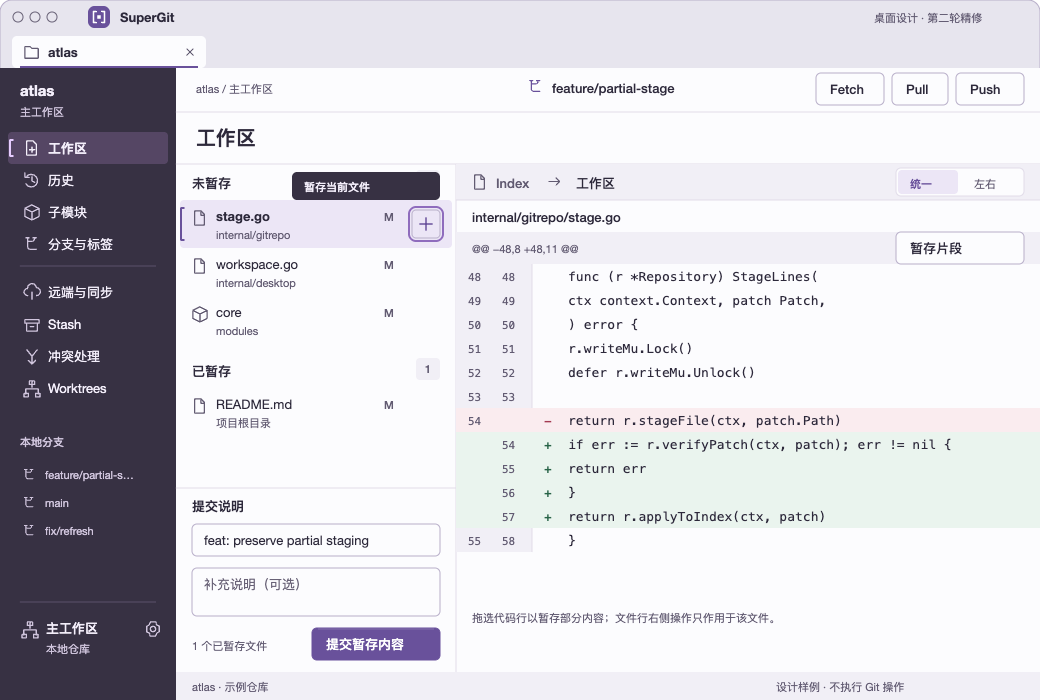 SuperGit
桌面设计 · 第二轮精修
atlas
atlas
主工作区
工作区
历史
子模块
分支与标签
远端与同步
Stash
冲突处理
Worktrees
本地分支
feature/partial-s...
main
fix/refresh
主工作区
本地仓库
atlas / 主工作区
feature/partial-stage
Fetch
Pull
Push
工作区
未暂存
暂存当前文件
stage.go
M
internal/gitrepo
workspace.go
M
internal/desktop
core
M
modules
已暂存
1
README.md
M
项目根目录
提交说明
feat: preserve partial staging
补充说明（可选）
1 个已暂存文件
提交暂存内容
Index → 工作区
统一
左右
internal/gitrepo/stage.go
@@ −48,8 +48,11 @@
暂存片段
48 48 func (r *Repository) StageLines(
49 49 ctx context.Context, patch Patch,
50 50 ) error {
51 51 r.writeMu.Lock()
52 52 defer r.writeMu.Unlock()
53 53
54 − return r.stageFile(ctx, patch.Path)
54 + if err := r.verifyPatch(ctx, patch); err != nil {
55 + return err
56 + }
57 + return r.applyToIndex(ctx, patch)
55 58 }
拖选代码行以暂存部分内容；文件行右侧操作只作用于该文件。
atlas · 示例仓库
设计样例 · 不执行 Git 操作